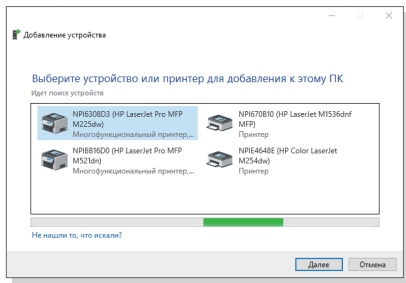 Добавление устройства
Выберите устройство или принтер для добавления к этому ПК
Идет поиск устройств
NPI6308D3 (HP LaserJet Pro MFP
M225dw)
Многофункциональный принтер,...
NPI670B10 (HP LaserJet M1536dnf
MFP)
Принтер
NPIBB16D0 (HP LaserJet Pro MFP
M521dn)
Многофункциональный принтер,...
NPIE4648E (HP Color LaserJet
M254dw)
Принтер
Не нашли то, что искали?
Далее
Отмена